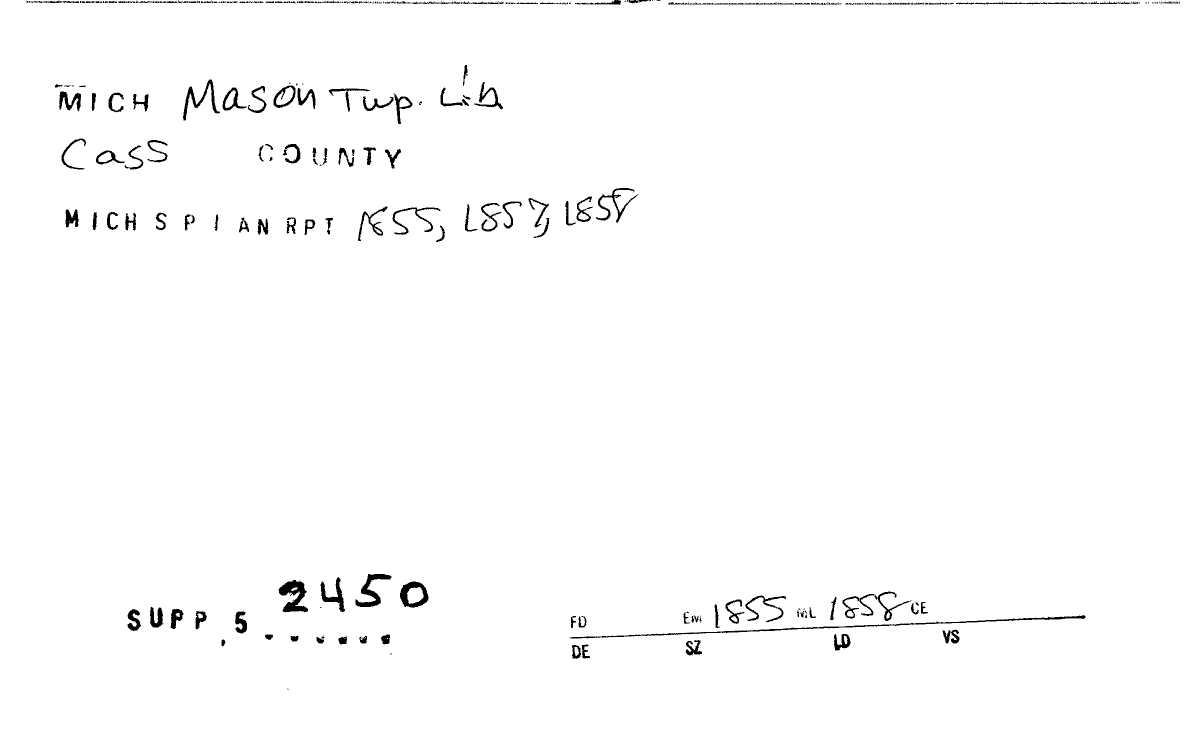 MICH Mason Twp. Lib
Cass COUNTY
MICH S P I AN RPT 1855, 1857, 1858
SUPP.5 2450
FD EM 1855 ML 1858 CE
DE SZ LD VS